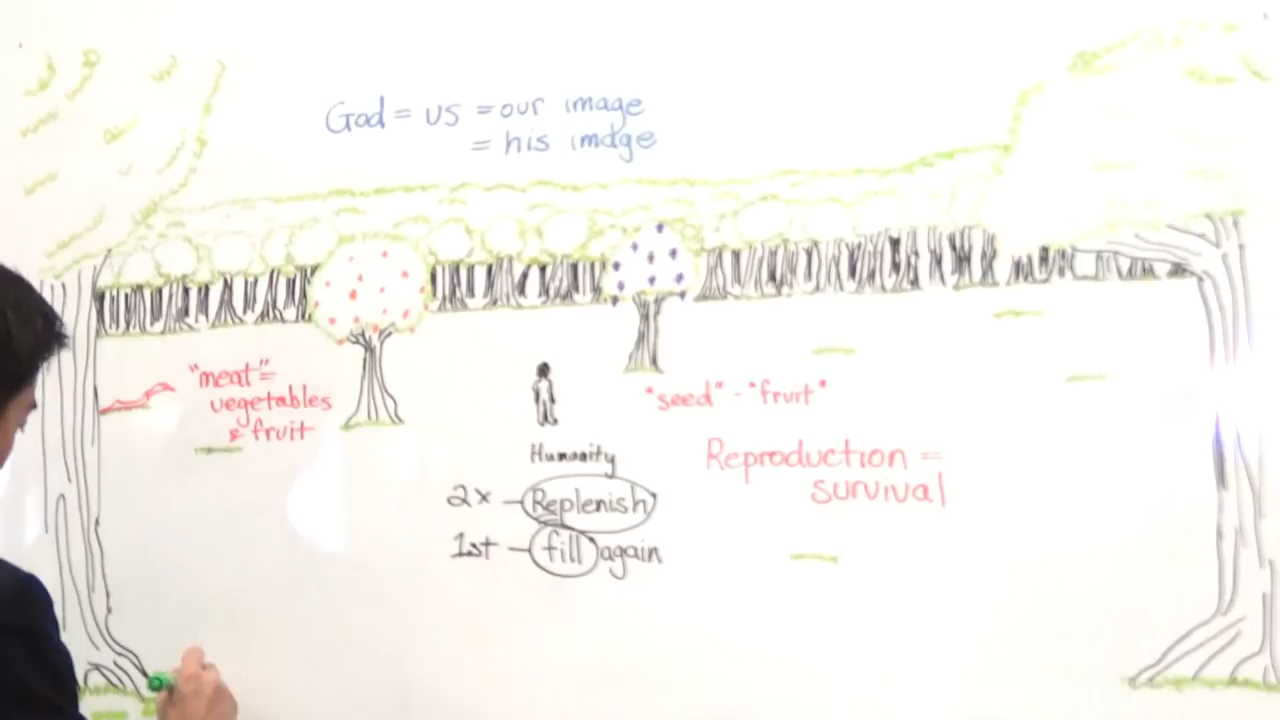 God = us = our image
= his image
"meat" =
vegetables
& fruit
"seed" - "fruit"
Humanity
Reproduction =
survival
2x - Replenish
1st - fill again